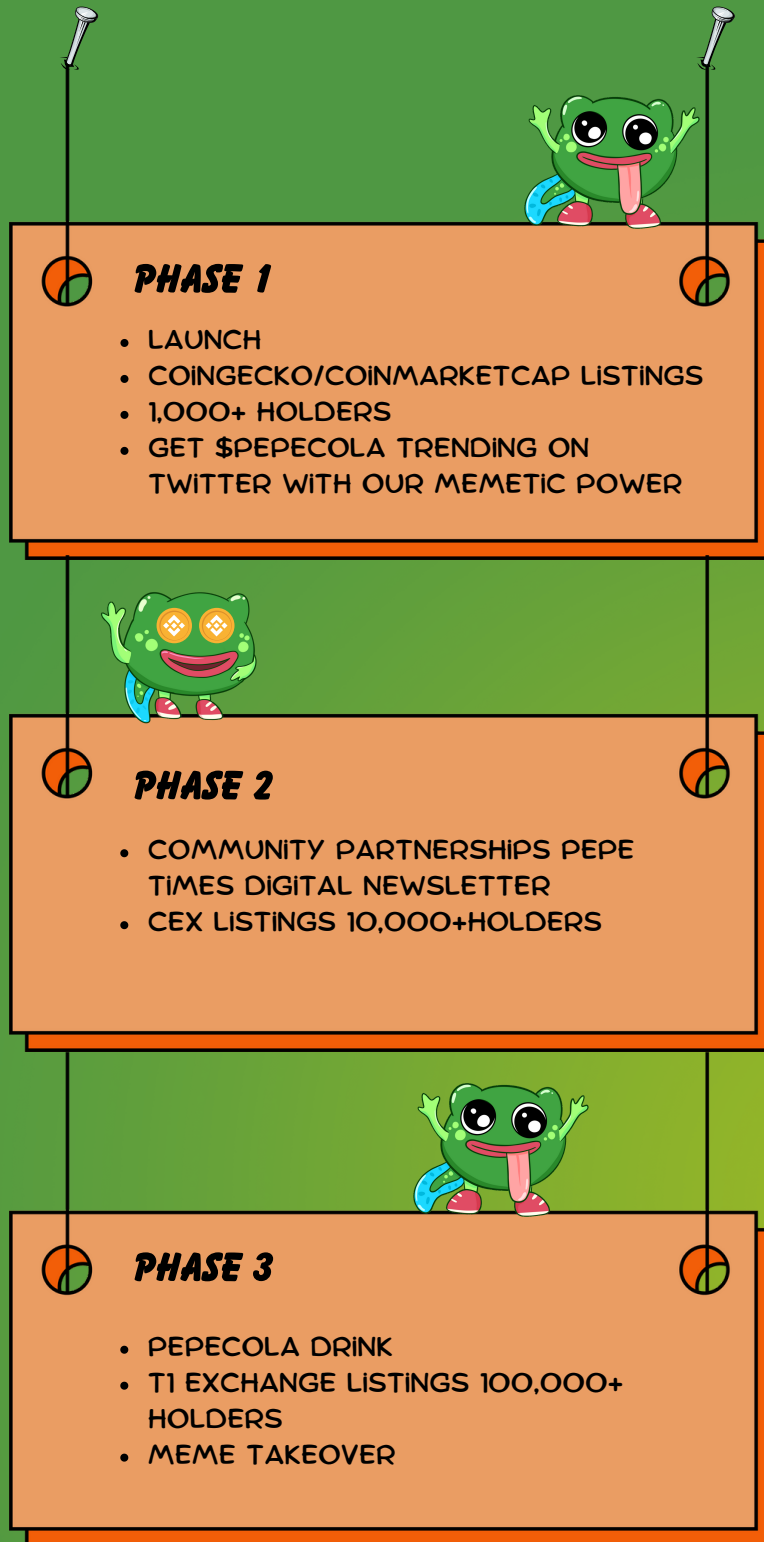 PHASE 1
• LAUNCH
• COiNGECKO/COiNMARKETCAP LiSTiNGS
• 1,000+ HOLDERS
• GET $PEPECOLA TRENDiNG ON
TWiTTER WiTH OUR MEMETiC POWER
PHASE 2
• COMMUNiTY PARTNERSHiPS PEPE
TiMES DiGiTAL NEWSLETTER
• CEX LiSTiNGS 10,000+HOLDERS
PHASE 3
• PEPECOLA DRiNK
• T1 EXCHANGE LiSTiNGS 100,000+
HOLDERS
• MEME TAKEOVER